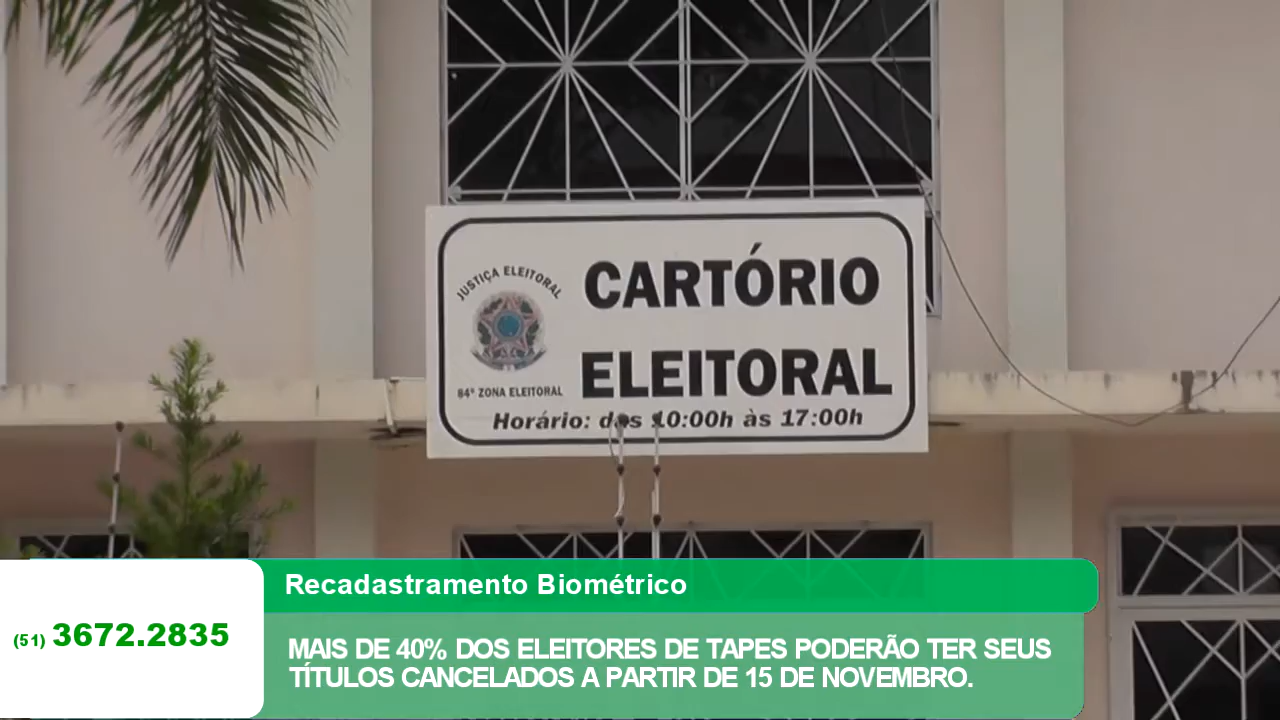 JUSTIÇA ELEITORAL
CARTÓRIO
ELEITORAL
84ª ZONA ELEITORAL
Horário: das 10:00h às 17:00h
Recadastramento Biométrico
(51) 3672.2835
MAIS DE 40% DOS ELEITORES DE TAPES PODERÃO TER SEUS
TÍTULOS CANCELADOS A PARTIR DE 15 DE NOVEMBRO.